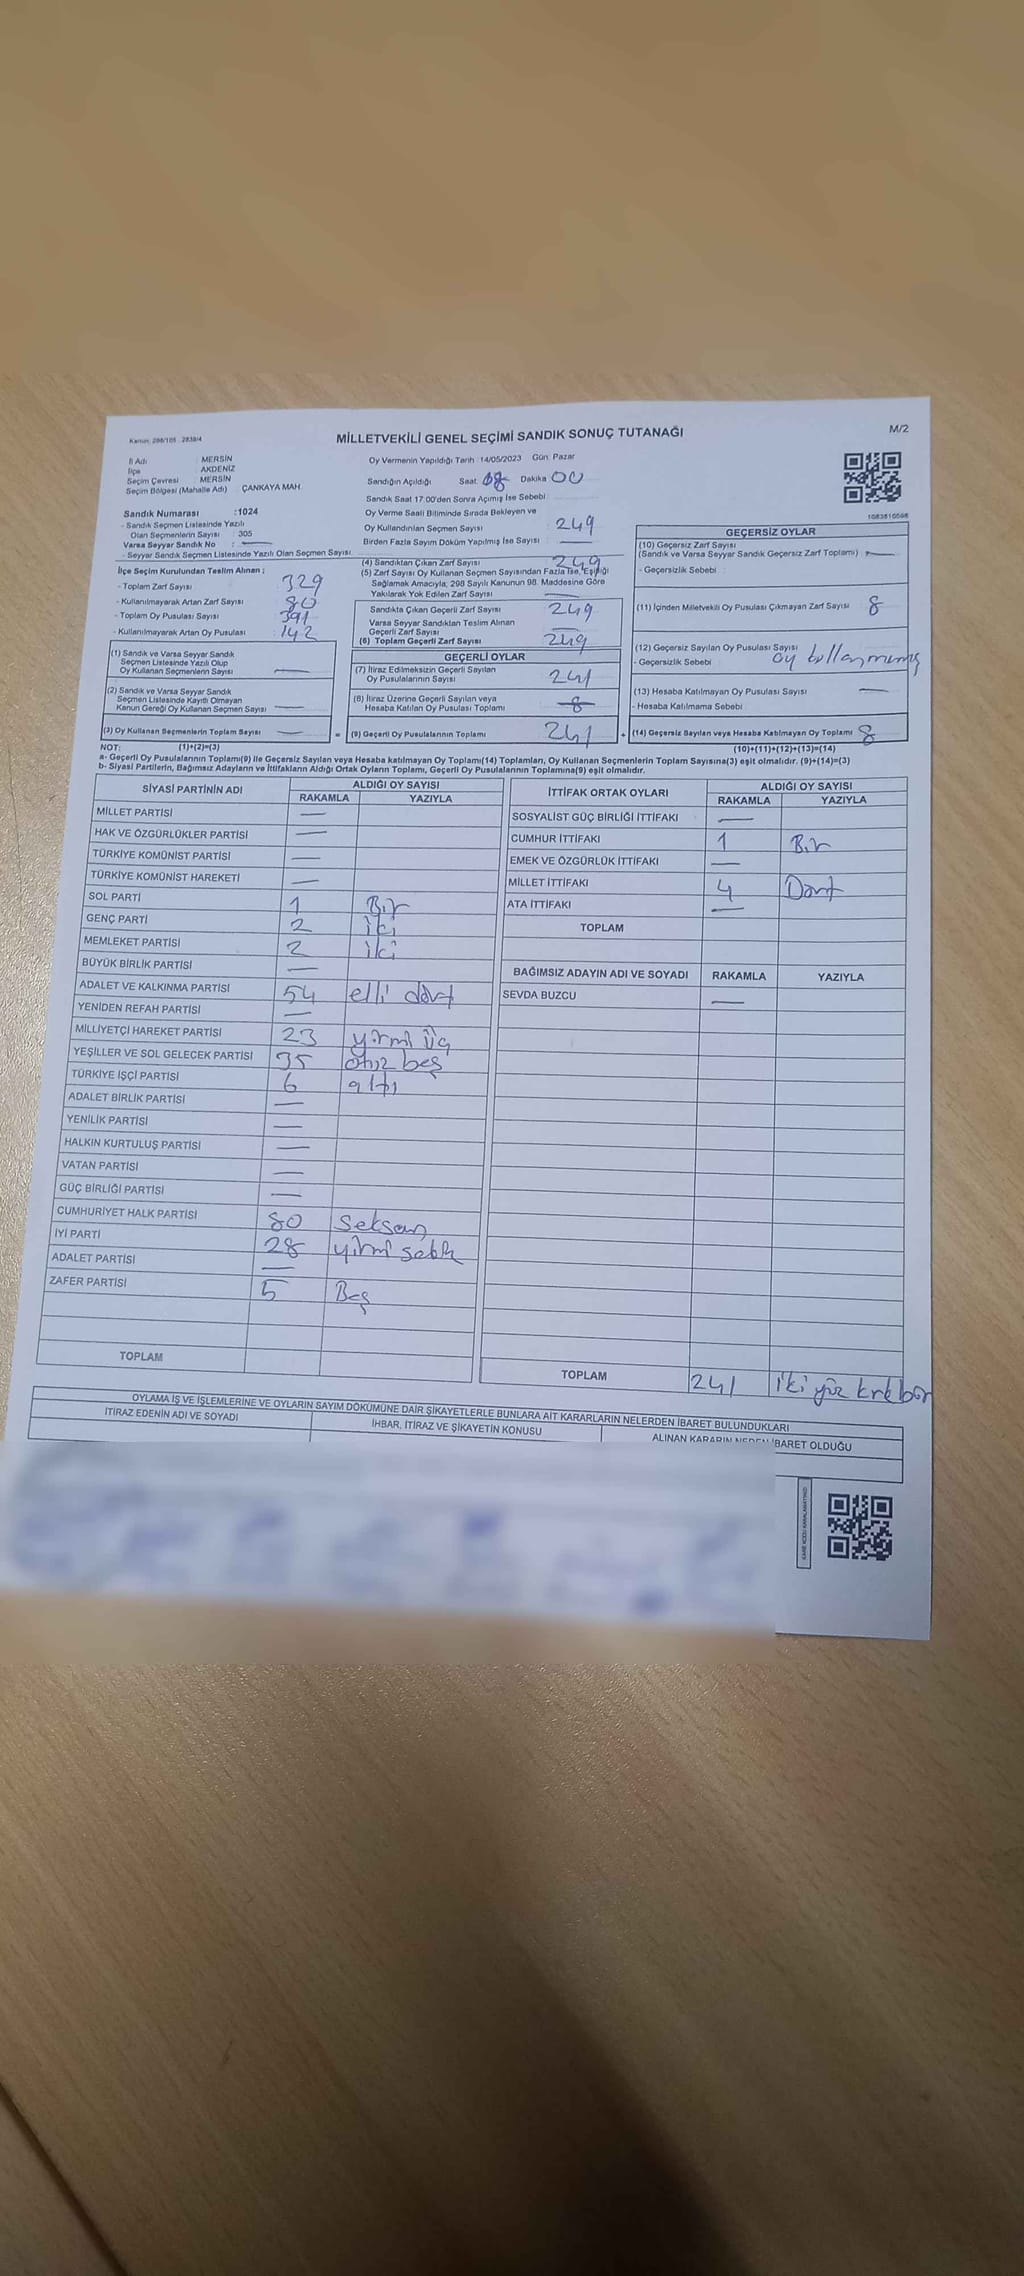 Kanun: 298/105 - 2839/4
MİLLETVEKİLİ GENEL SEÇİMİ SANDIK SONUÇ TUTANAĞI
M/2
İl Adı : MERSİN
İlçe : AKDENİZ
Seçim Çevresi : MERSİN
Seçim Bölgesi (Mahalle Adı) : ÇANKAYA MAH.
Sandık Numarası :1024
- Sandık Seçmen Listesinde Yazılı
Olan Seçmenlerin Sayısı : 305
Varsa Seyyar Sandık No : —
- Seyyar Sandık Seçmen Listesinde Yazılı Olan Seçmen Sayısı
Oy Vermenin Yapıldığı Tarih :14/05/2023 Gün: Pazar
Sandığın Açıldığı Saat: 08 Dakika 00
Sandık Saat 17:00'den Sonra Açımış İse Sebebi:
Oy Verme Saati Bitiminde Sırada Bekleyen ve
Oy Kullandırılan Seçmen Sayısı : 249
Birden Fazla Sayım Döküm Yapılmış İse Sayısı : —
1083810698
İlçe Seçim Kurulundan Teslim Alınan ;
- Toplam Zarf Sayısı : 329
- Kullanılmayarak Artan Zarf Sayısı : 80
- Toplam Oy Pusulası Sayısı : 391
- Kullanılmayarak Artan Oy Pusulası : 142
(1) Sandık ve Varsa Seyyar Sandık
Seçmen Listesinde Yazılı Olup
Oy Kullanan Seçmenlerin Sayısı : —
(2) Sandık ve Varsa Seyyar Sandık
Seçmen Listesinde Kayıtlı Olmayan
Kanun Gereği Oy Kullanan Seçmen Sayısı : —
(3) Oy Kullanan Seçmenlerin Toplam Sayısı : —
(1)+(2)=(3)
(4) Sandıktan Çıkan Zarf Sayısı : 249
(5) Zarf Sayısı Oy Kullanan Seçmen Sayısından Fazla İse, Eşitliği
Sağlamak Amacıyla; 298 Sayılı Kanunun 98. Maddesine Göre
Yakılarak Yok Edilen Zarf Sayısı : —
Sandıkta Çıkan Geçerli Zarf Sayısı : 249
Varsa Seyyar Sandıktan Teslim Alınan
Geçerli Zarf Sayısı : —
(6) Toplam Geçerli Zarf Sayısı : 249
GEÇERLİ OYLAR
(7) İtiraz Edilmeksizin Geçerli Sayılan
Oy Pusulalarının Sayısı : 241
(8) İtiraz Üzerine Geçerli Sayılan veya
Hesaba Katılan Oy Pusulası Toplamı : 8
= (9) Geçerli Oy Pusulalarının Toplamı : 241 +
GEÇERSİZ OYLAR
(10) Geçersiz Zarf Sayısı
(Sandık ve Varsa Seyyar Sandık Geçersiz Zarf Toplamı) : —
- Geçersizlik Sebebi :
(11) İçinden Milletvekili Oy Pusulası Çıkmayan Zarf Sayısı : 8
(12) Geçersiz Sayılan Oy Pusulası Sayısı :
- Geçersizlik Sebebi : oy kullanmamış
(13) Hesaba Katılmayan Oy Pusulası Sayısı : —
- Hesaba Katılmama Sebebi :
(14) Geçersiz Sayılan veya Hesaba Katılmayan Oy Toplamı : 8
(10)+(11)+(12)+(13)=(14)
NOT:
a- Geçerli Oy Pusulalarının Toplamı(9) ile Geçersiz Sayılan veya Hesaba katılmayan Oy Toplamı(14) Toplamları, Oy Kullanan Seçmenlerin Toplam Sayısına(3) eşit olmalıdır. (9)+(14)=(3)
b- Siyasi Partilerin, Bağımsız Adayların ve İttifakların Aldığı Ortak Oyların Toplamı, Geçerli Oy Pusulalarının Toplamına(9) eşit olmalıdır.
SİYASİ PARTİNİN ADI ALDIĞI OY SAYISI
RAKAMLA YAZIYLA
MİLLET PARTİSİ —
HAK VE ÖZGÜRLÜKLER PARTİSİ —
TÜRKİYE KOMÜNİST PARTİSİ —
TÜRKİYE KOMÜNİST HAREKETİ —
SOL PARTİ 1 Bir
GENÇ PARTİ 2 iki
MEMLEKET PARTİSİ 2 iki
BÜYÜK BİRLİK PARTİSİ —
ADALET VE KALKINMA PARTİSİ 54 elli dört
YENİDEN REFAH PARTİSİ —
MİLLİYETÇİ HAREKET PARTİSİ 23 yirmi üç
YEŞİLLER VE SOL GELECEK PARTİSİ 35 otuz beş
TÜRKİYE İŞÇİ PARTİSİ 6 altı
ADALET BİRLİK PARTİSİ —
YENİLİK PARTİSİ —
HALKIN KURTULUŞ PARTİSİ —
VATAN PARTİSİ —
GÜÇ BİRLİĞİ PARTİSİ —
CUMHURİYET HALK PARTİSİ 80 Seksen
İYİ PARTİ 28 yirmi sekiz
ADALET PARTİSİ —
ZAFER PARTİSİ 5 Beş
TOPLAM
İTTİFAK ORTAK OYLARI ALDIĞI OY SAYISI
RAKAMLA YAZIYLA
SOSYALİST GÜÇ BİRLİĞİ İTTİFAKI —
CUMHUR İTTİFAKI 1 Bir
EMEK VE ÖZGÜRLÜK İTTİFAKI —
MİLLET İTTİFAKI 4 Dört
ATA İTTİFAKI —
TOPLAM
BAĞIMSIZ ADAYIN ADI VE SOYADI RAKAMLA YAZIYLA
SEVDA BUZCU —
TOPLAM 241 iki yüz kırk bir
OYLAMA İŞ VE İŞLEMLERİNE VE OYLARIN SAYIM DÖKÜMÜNE DAİR ŞİKAYETLERLE BUNLARA AİT KARARLARIN NELERDEN İBARET BULUNDUKLARI
İTİRAZ EDENİN ADI VE SOYADI İHBAR, İTİRAZ VE ŞİKAYETİN KONUSU ALINAN KARARIN NEDEN İBARET OLDUĞU